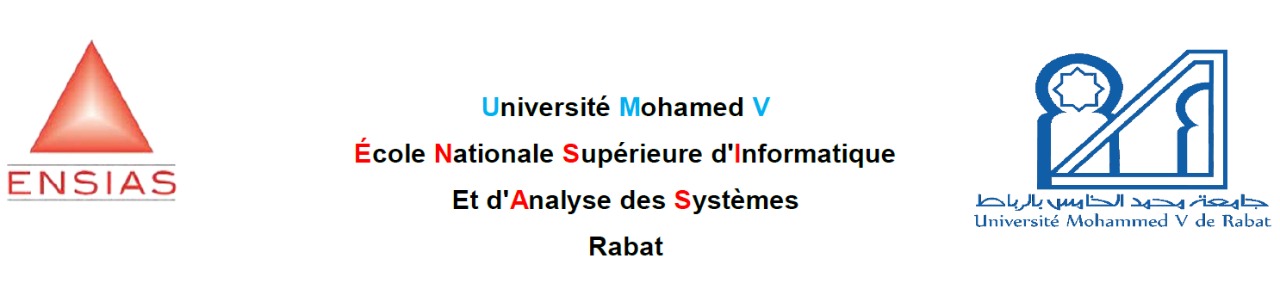 ENSIAS
Université Mohamed V
École Nationale Supérieure d'Informatique
Et d'Analyse des Systèmes
Rabat
جامعة محمد الخامس بالرباط
Université Mohammed V de Rabat